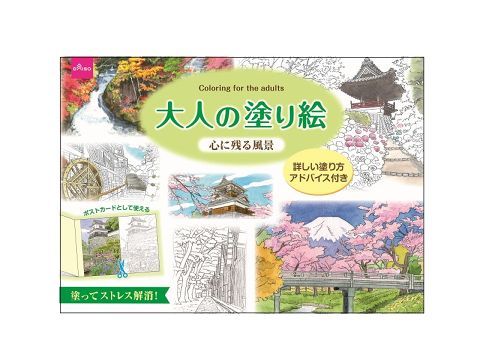 DAISO
Coloring for the adults
大人の塗り絵
心に残る風景
詳しい塗り方
アドバイス付き
ポストカードとして使える
塗ってストレス解消!